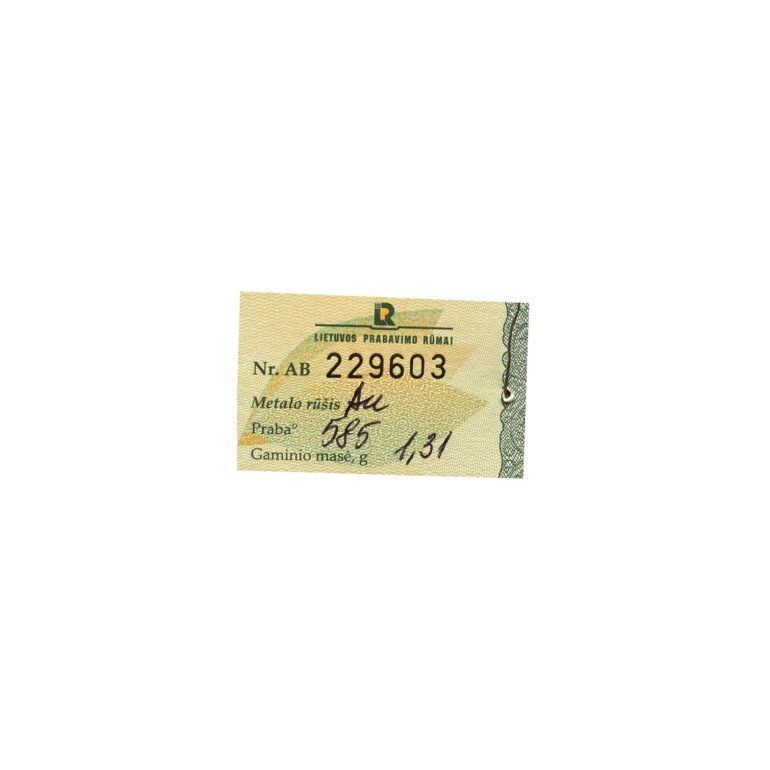 LR
LIETUVOS PRABAVIMO RŪMAI
Nr. AB 229603
Metalo rūšis Au
Praba° 585
Gaminio masė, g 1,31